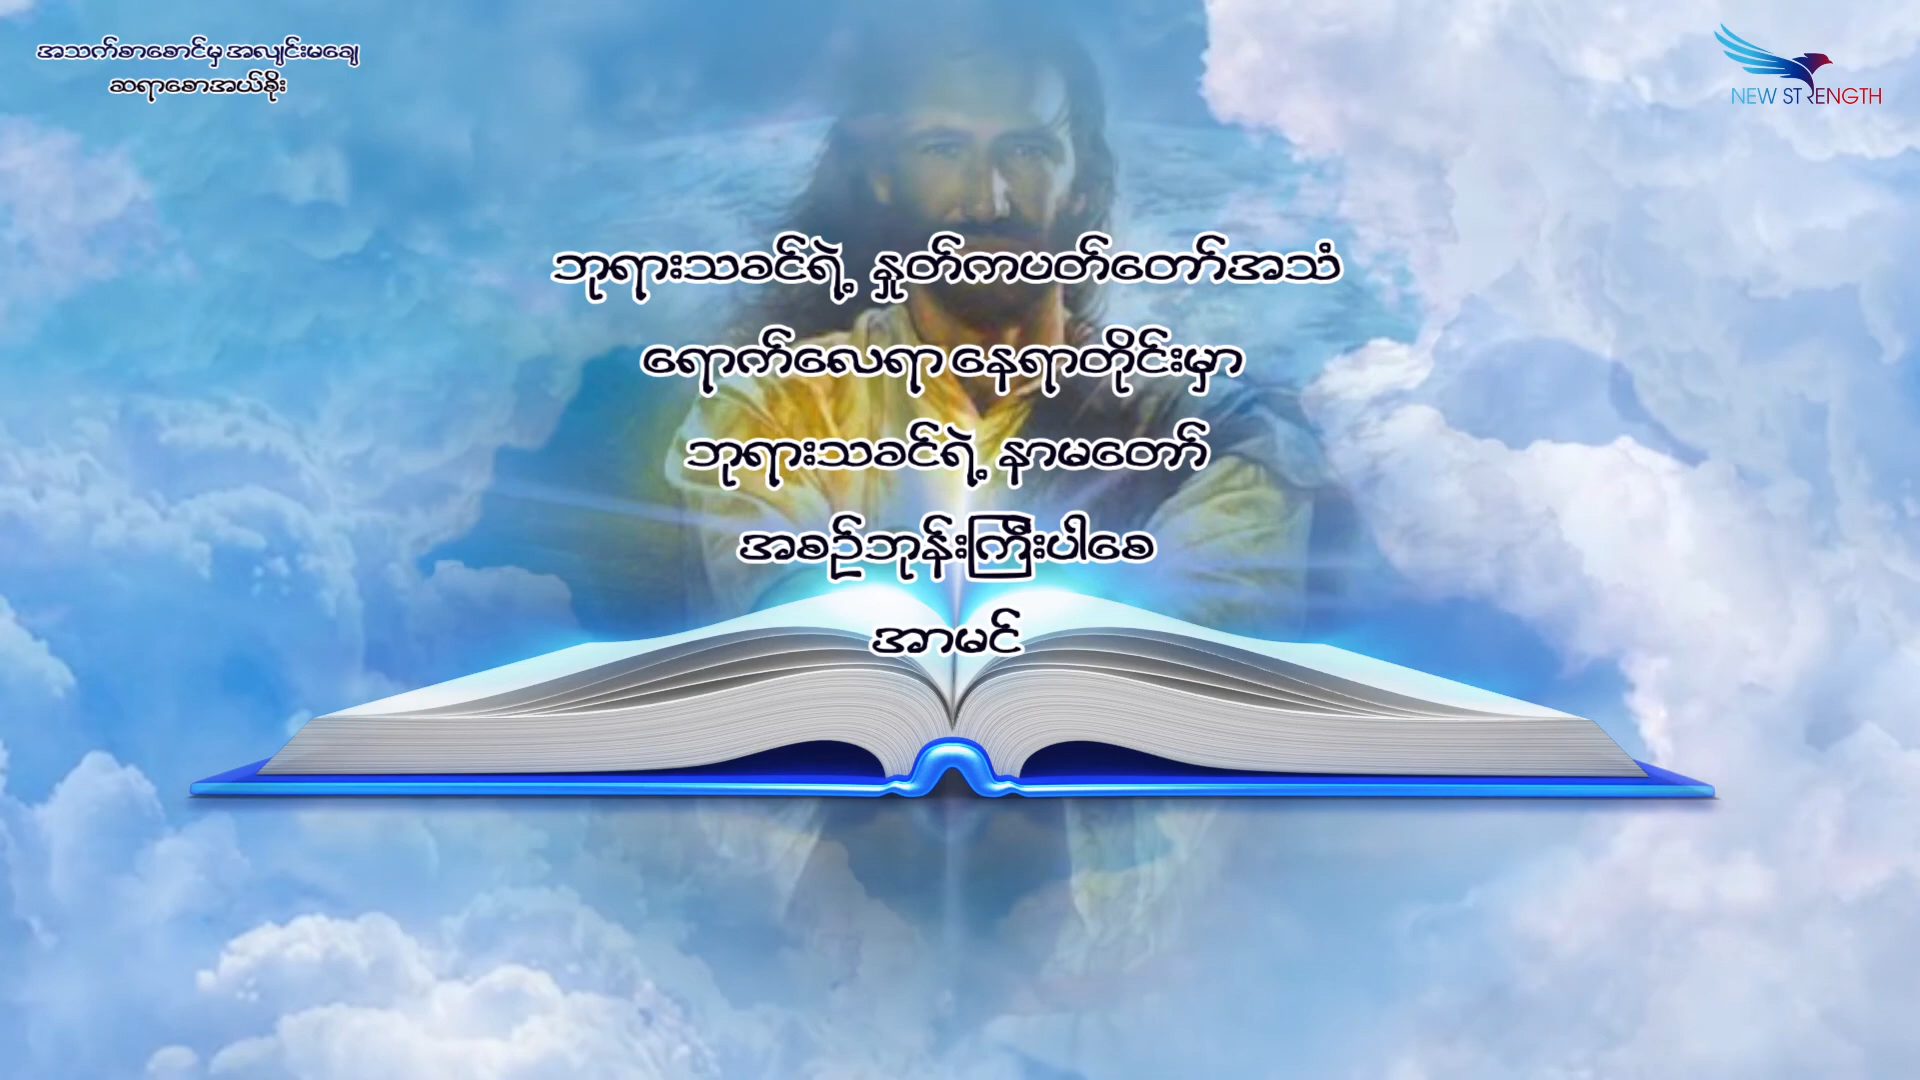 အသက်စာစောင်မှ အလျင်းမချေ
ဆရာစောအယ်ခိုး
NEW STRENGTH
ဘုရားသခင်ရဲ့ နှုတ်ကပတ်တော်အသံ
ရောက်လေရာ နေရာတိုင်းမှာ
ဘုရားသခင်ရဲ့ နာမတော်
အစဉ်ဘုန်းကြီးပါစေ
အာမင်